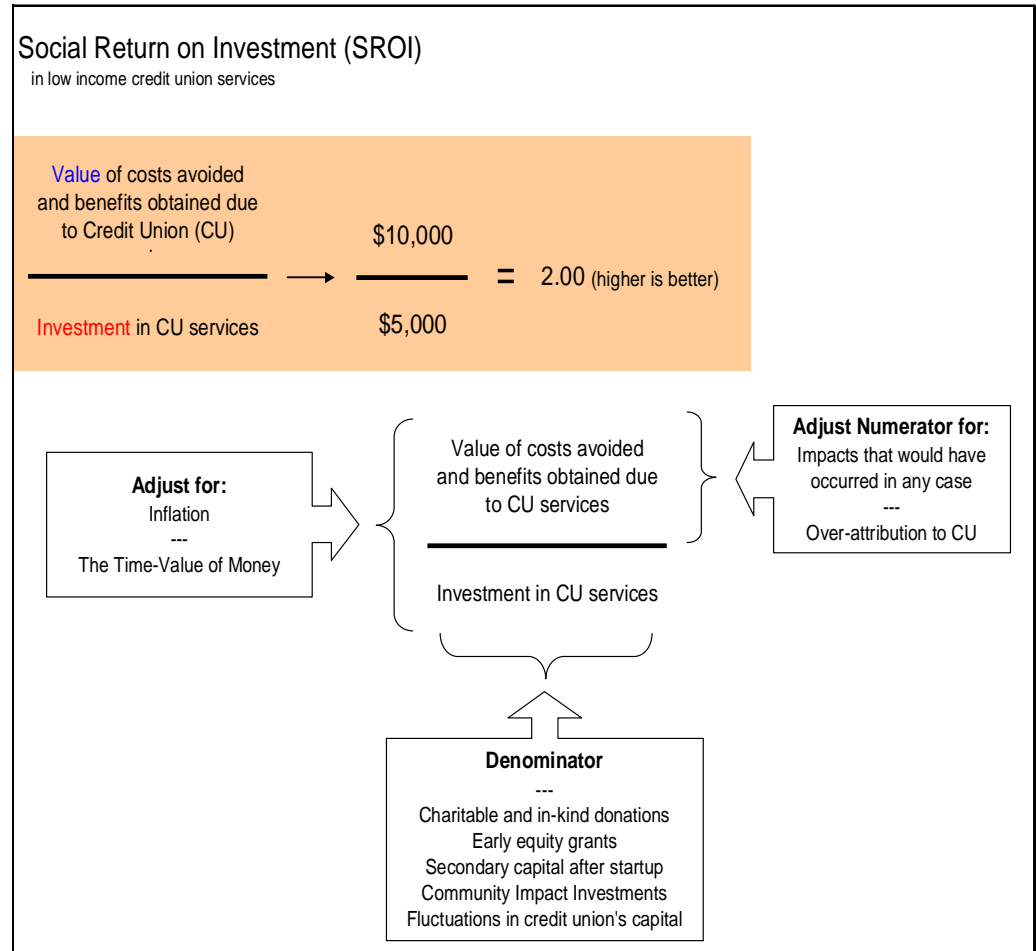 Social Return on Investment (SROI)
in low income credit union services
Value of costs avoided
and benefits obtained due
to Credit Union (CU)
.
Investment in CU services
$10,000
$5,000
=
2.00 (higher is better)
Adjust for:
Inflation
---
The Time-Value of Money
Value of costs avoided
and benefits obtained due
to CU services
Investment in CU services
Adjust Numerator for:
Impacts that would have
occurred in any case
---
Over-attribution to CU
Denominator
---
Charitable and in-kind donations
Early equity grants
Secondary capital after startup
Community Impact Investments
Fluctuations in credit union's capital